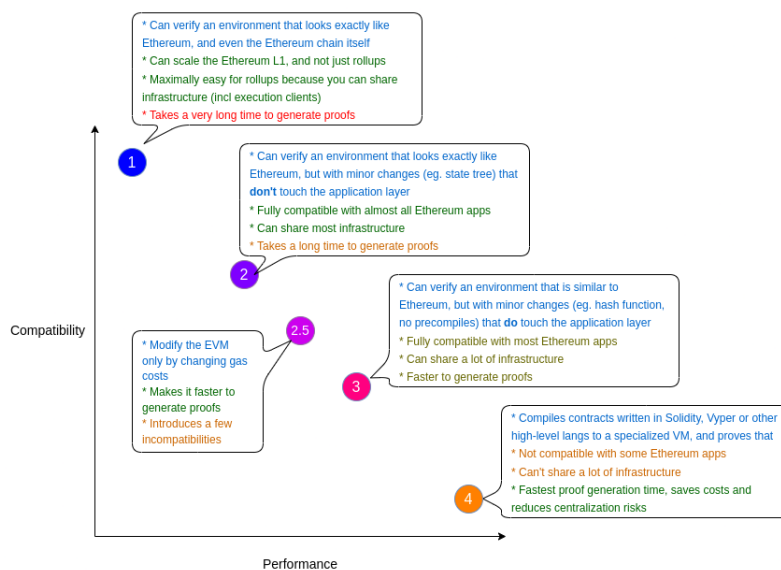 * Can verify an environment that looks exactly like
Ethereum, and even the Ethereum chain itself
* Can scale the Ethereum L1, and not just rollups
* Maximally easy for rollups because you can share
infrastructure (incl execution clients)
* Takes a very long time to generate proofs
1
* Can verify an environment that looks exactly like
Ethereum, but with minor changes (eg. state tree) that
don't touch the application layer
* Fully compatible with almost all Ethereum apps
* Can share most infrastructure
* Takes a long time to generate proofs
2
Compatibility
2.5
* Modify the EVM
only by changing gas
costs
* Makes it faster to
generate proofs
* Introduces a few
incompatibilities
* Can verify an environment that is similar to
Ethereum, but with minor changes (eg. hash function,
no precompiles) that do touch the application layer
* Fully compatible with most Ethereum apps
* Can share a lot of infrastructure
* Faster to generate proofs
3
* Compiles contracts written in Solidity, Vyper or other
high-level langs to a specialized VM, and proves that
* Not compatible with some Ethereum apps
* Can't share a lot of infrastructure
* Fastest proof generation time, saves costs and
reduces centralization risks
4
Performance